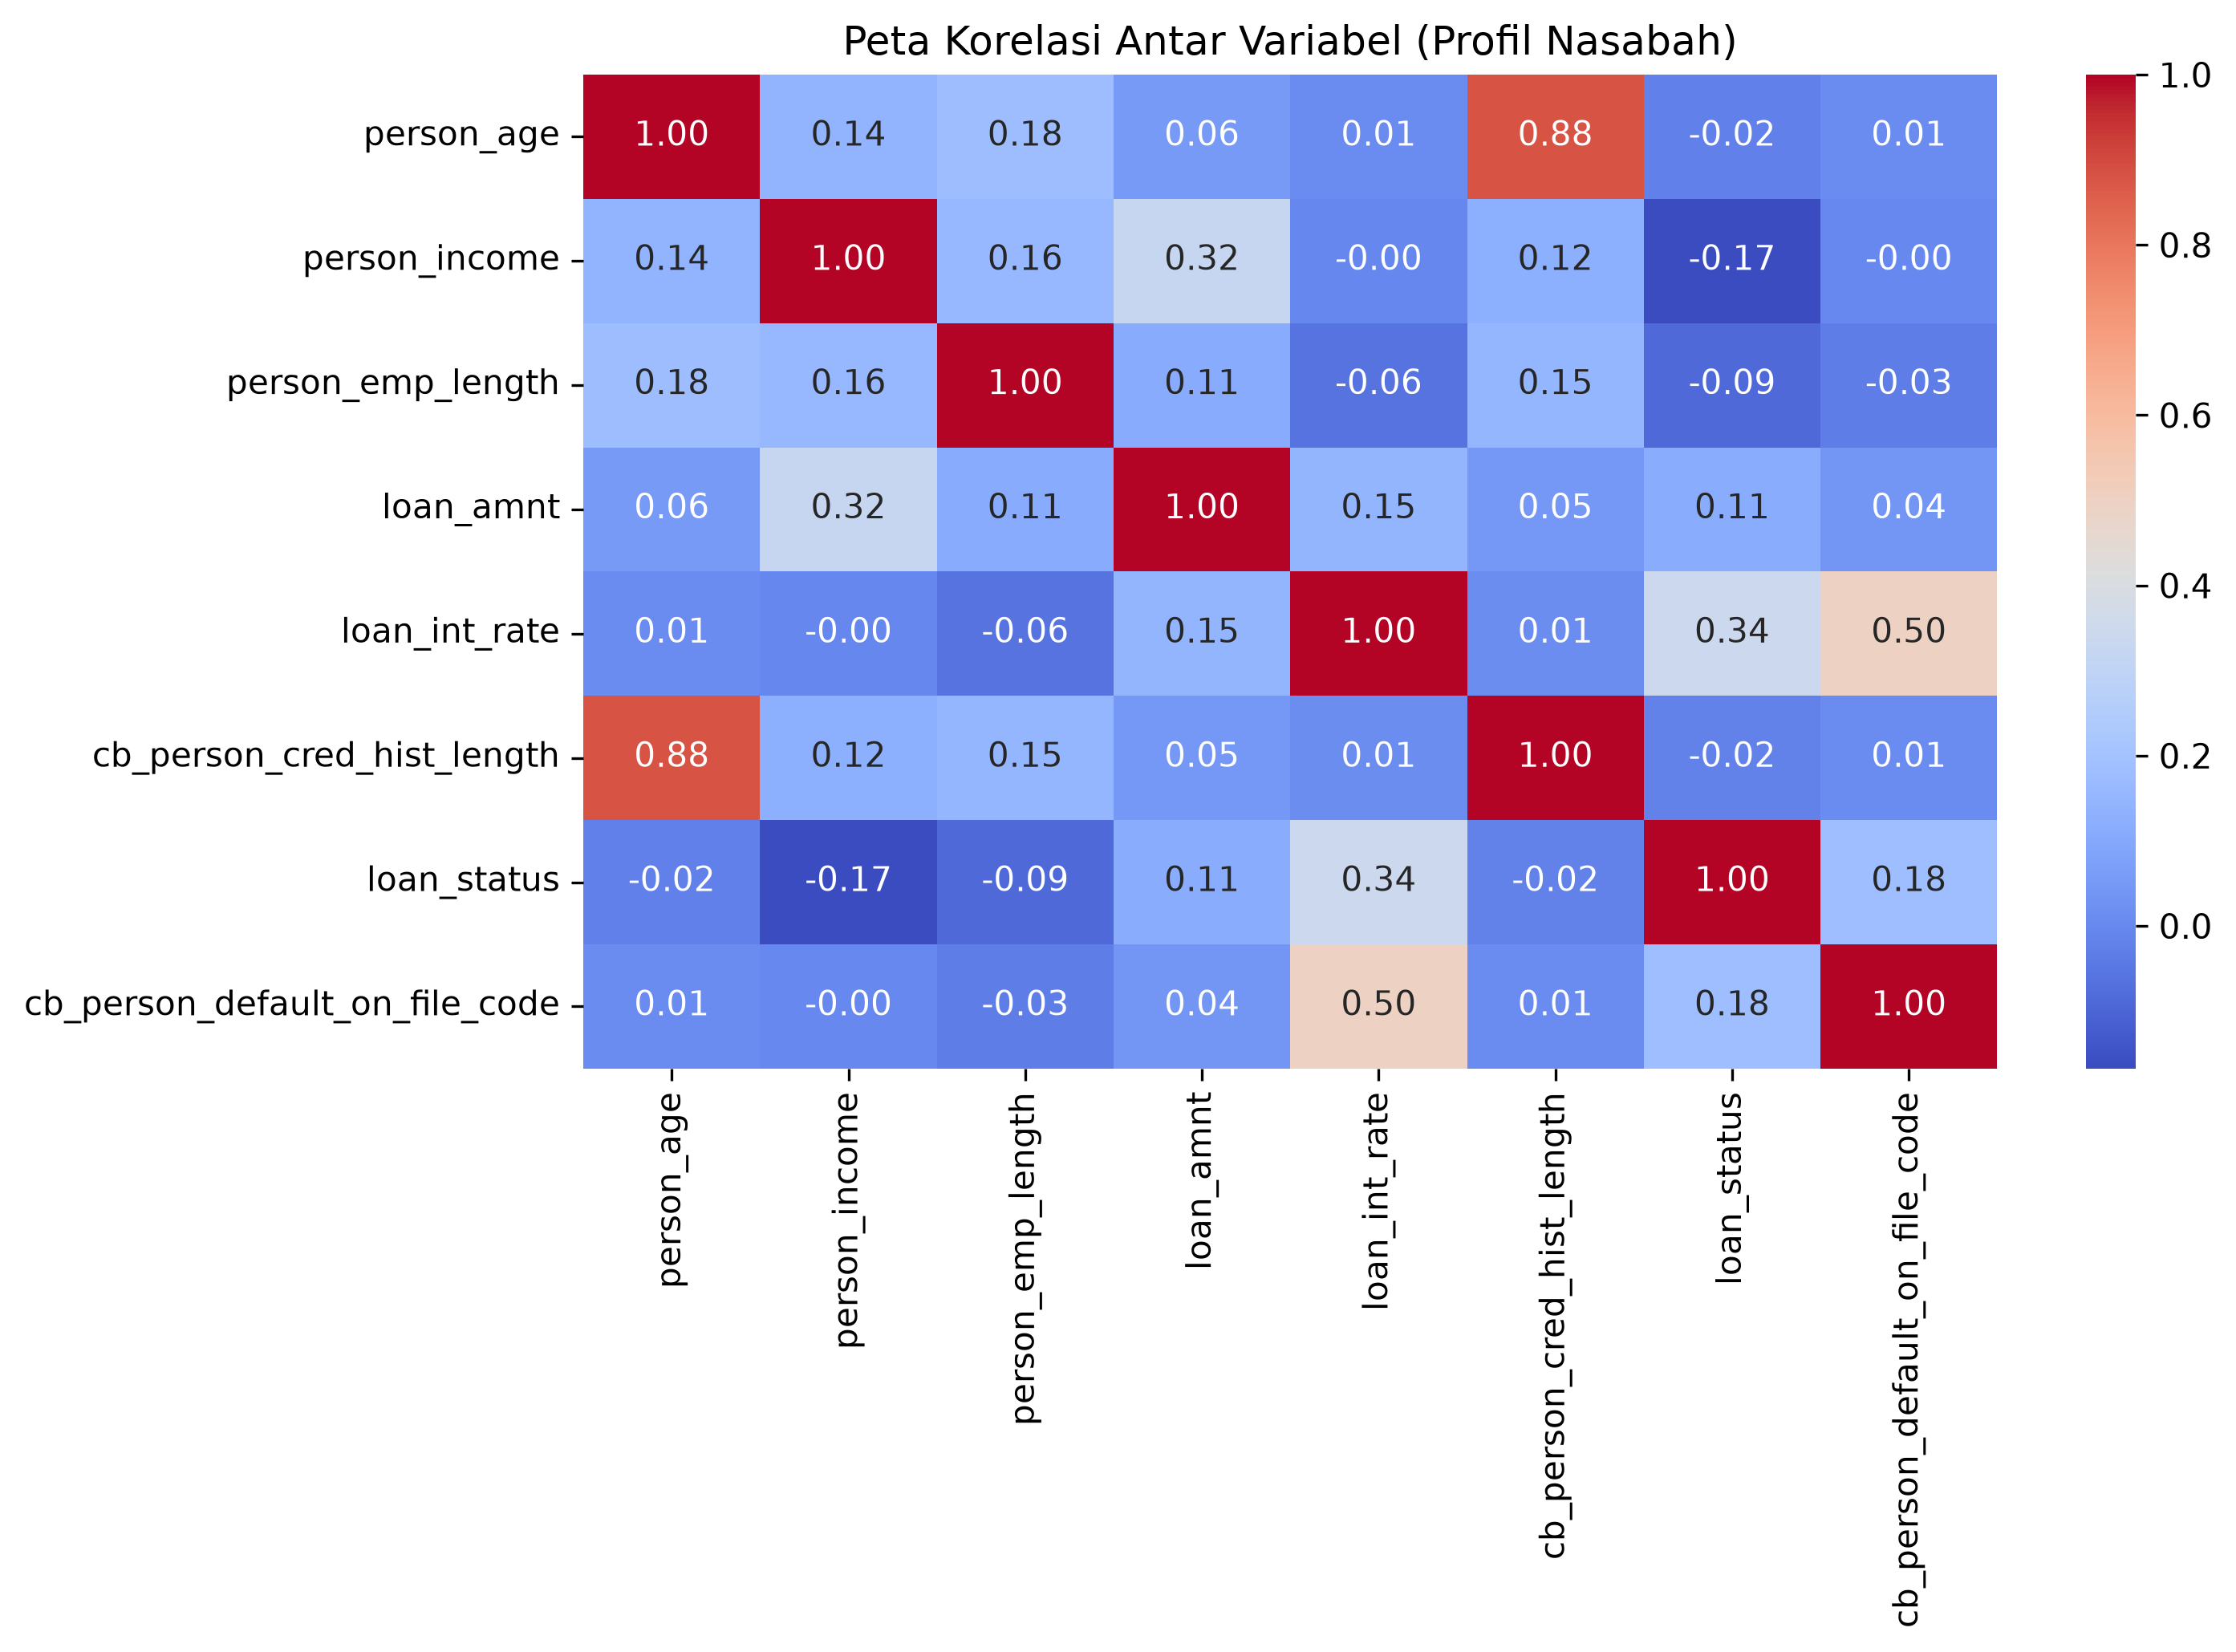 Peta Korelasi Antar Variabel (Profil Nasabah)
person_age 1.00 0.14 0.18 0.06 0.01 0.88 -0.02 0.01
person_income 0.14 1.00 0.16 0.32 -0.00 0.12 -0.17 -0.00
person_emp_length 0.18 0.16 1.00 0.11 -0.06 0.15 -0.09 -0.03
loan_amnt 0.06 0.32 0.11 1.00 0.15 0.05 0.11 0.04
loan_int_rate 0.01 -0.00 -0.06 0.15 1.00 0.01 0.34 0.50
cb_person_cred_hist_length 0.88 0.12 0.15 0.05 0.01 1.00 -0.02 0.01
loan_status -0.02 -0.17 -0.09 0.11 0.34 -0.02 1.00 0.18
cb_person_default_on_file_code 0.01 -0.00 -0.03 0.04 0.50 0.01 0.18 1.00
person_age
person_income
person_emp_length
loan_amnt
loan_int_rate
cb_person_cred_hist_length
loan_status
cb_person_default_on_file_code
1.0
0.8
0.6
0.4
0.2
0.0